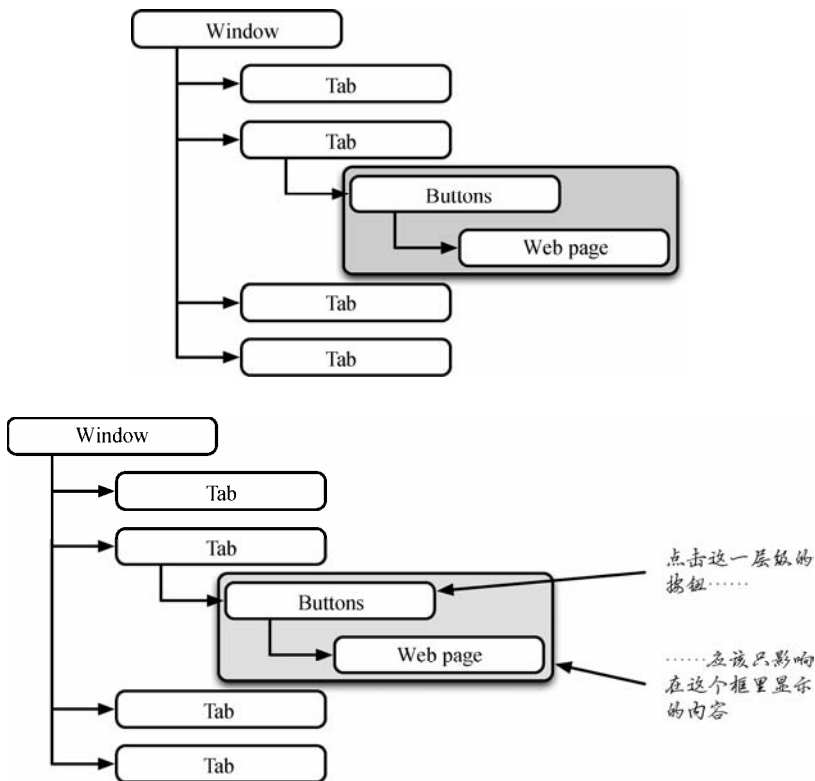 Window
Tab
Tab
Buttons
Web page
Tab
Tab
Window
Tab
Tab
Buttons
Web page
Tab
Tab
点击这一层级的
按钮……
……应该只影响
在这个框里显示
的内容